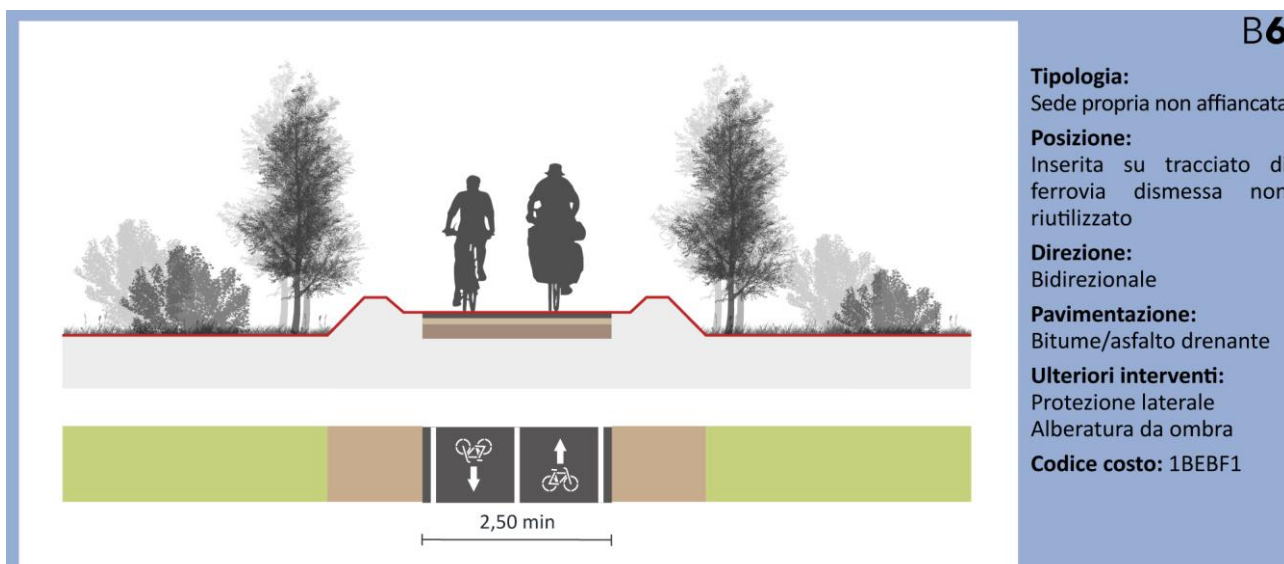 B6
Tipologia:
Sede propria non affiancata
Posizione:
Inserita su tracciato di
ferrovia dismessa non
riutilizzato
Direzione:
Bidirezionale
Pavimentazione:
Bitume/asfalto drenante
Ulteriori interventi:
Protezione laterale
Alberatura da ombra
Codice costo: 1BEBF1
2,50 min